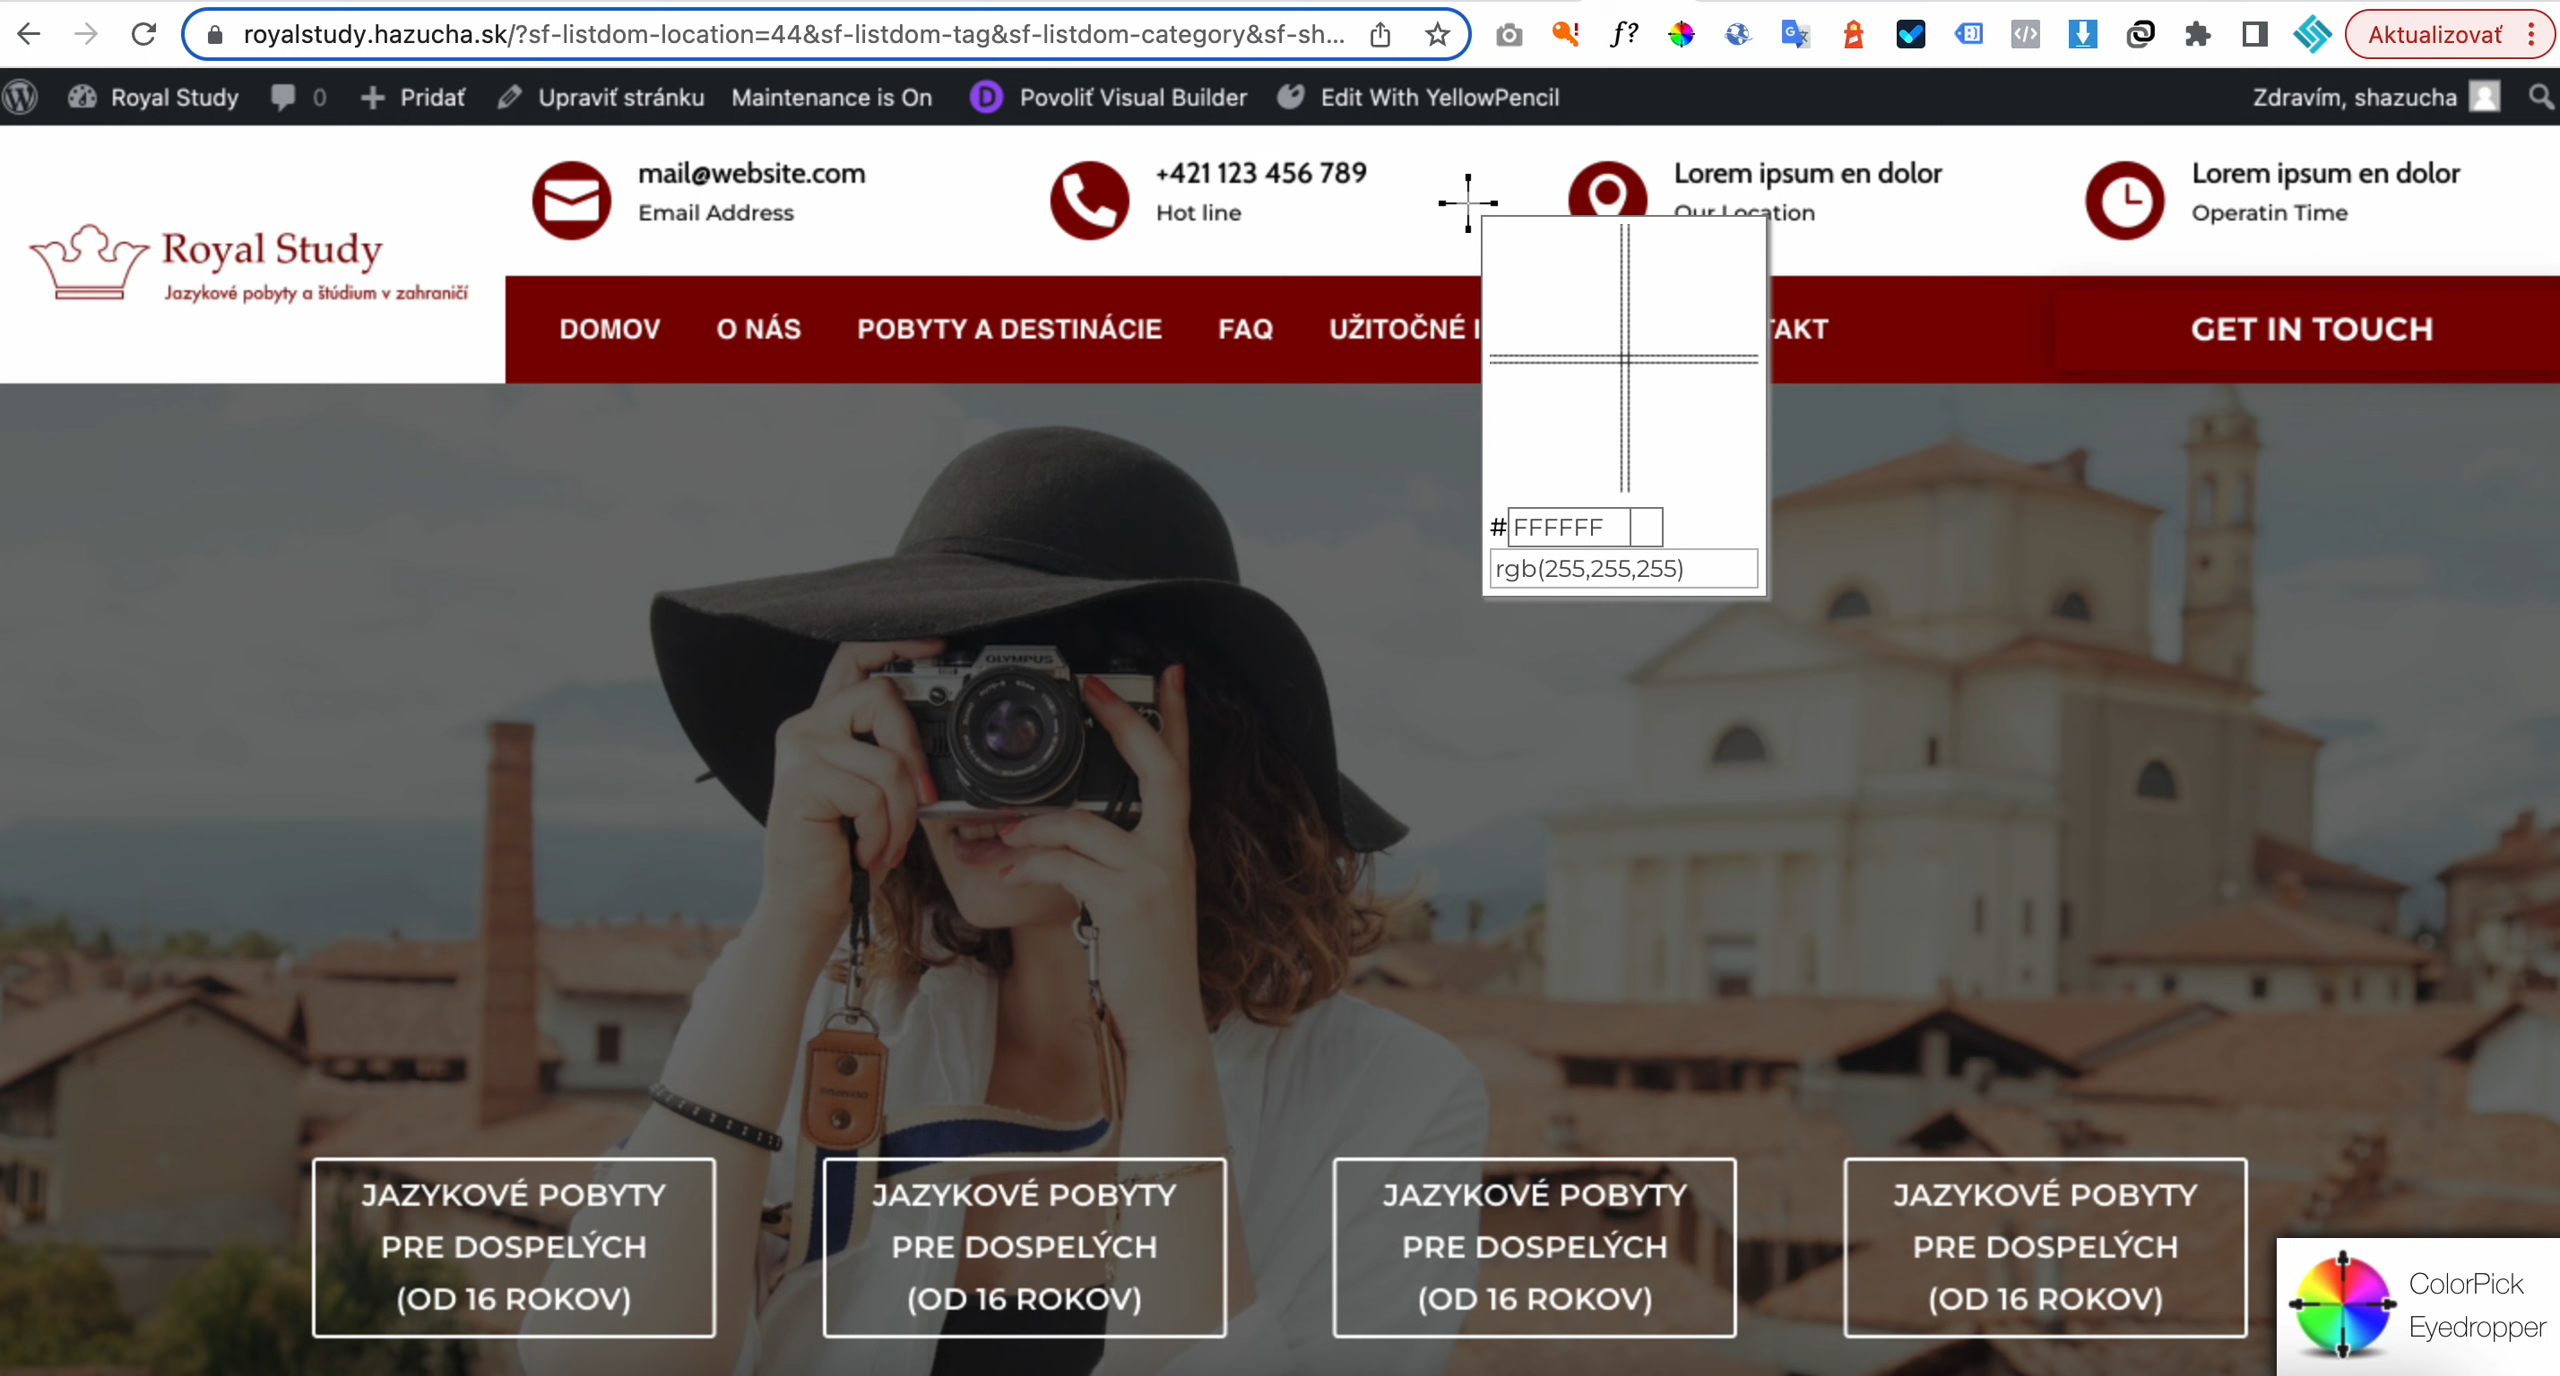 royalstudy.hazucha.sk/?sf-listdom-location=44&sf-listdom-tag&sf-listdom-category&sf-sh...
f?
Aktualizovať
Royal Study
0
Pridať
Upraviť stránku
Maintenance is On
D
Povoliť Visual Builder
Edit With YellowPencil
Zdravím, shazucha
mail@website.com
Email Address
+421 123 456 789
Hot line
Lorem ipsum en dolor
Our Location
Lorem ipsum en dolor
Operatin Time
Royal Study
Jazykové pobyty a štúdium v zahraničí
DOMOV
O NÁS
POBYTY A DESTINÁCIE
FAQ
UŽITOČNÉ I
TAKT
GET IN TOUCH
#FFFFFF
rgb(255,255,255)
OLYMPUS
JAZYKOVÉ POBYTY
PRE DOSPELÝCH
(OD 16 ROKOV)
JAZYKOVÉ POBYTY
PRE DOSPELÝCH
(OD 16 ROKOV)
JAZYKOVÉ POBYTY
PRE DOSPELÝCH
(OD 16 ROKOV)
JAZYKOVÉ POBYTY
PRE DOSPELÝCH
(OD 16 ROKOV)
ColorPick
Eyedropper